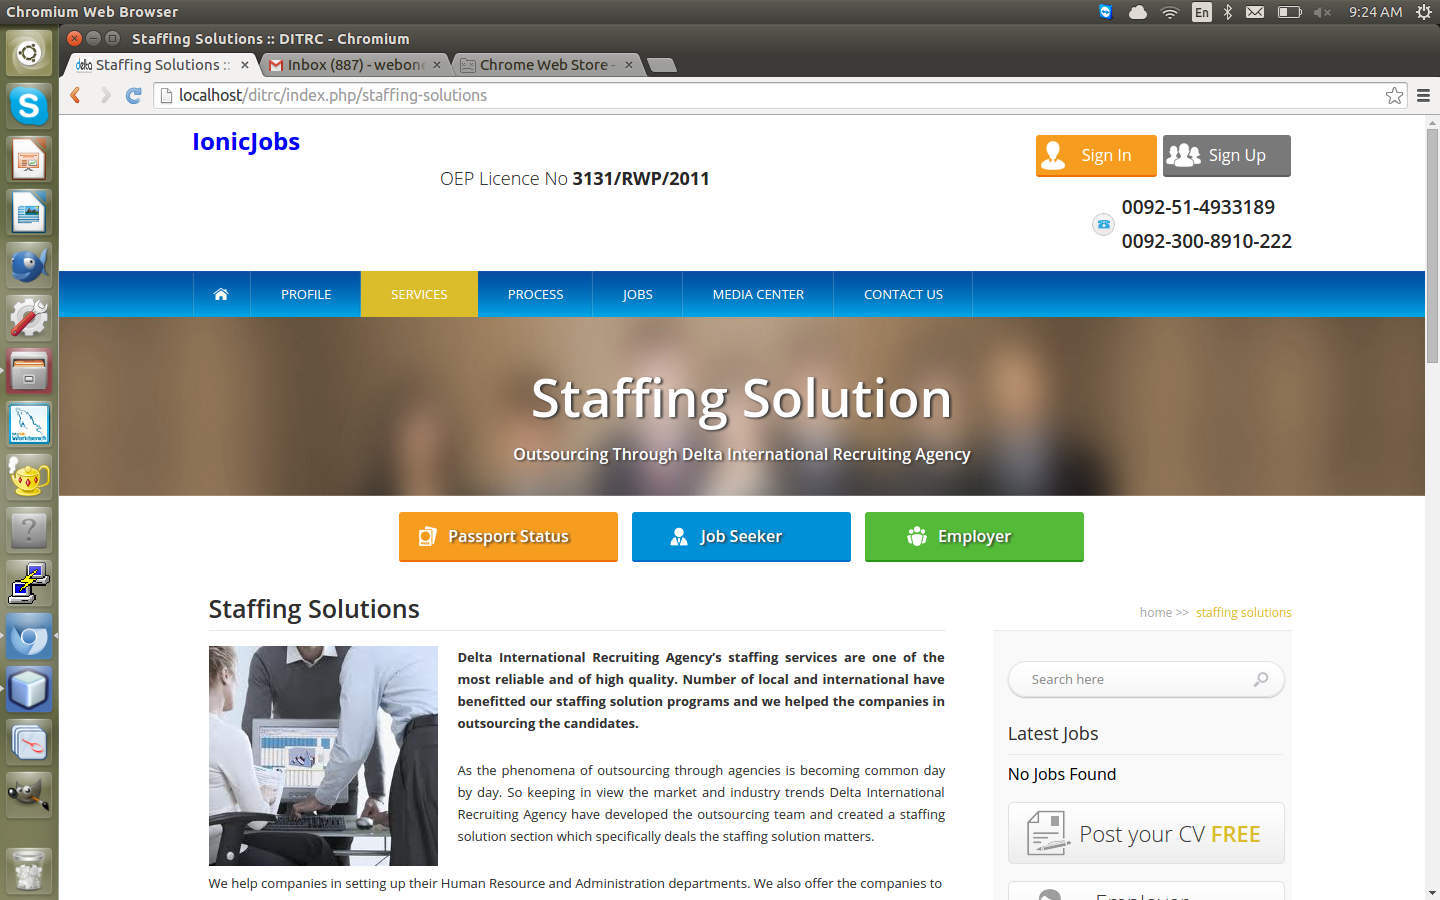 Chromium Web Browser
En
9:24 AM
Staffing Solutions :: DITRC - Chromium
delta Staffing Solutions ::
Inbox (887) - webone
Chrome Web Store -
localhost/ditrc/index.php/staffing-solutions
IonicJobs
OEP Licence No 3131/RWP/2011
Sign In
Sign Up
0092-51-4933189
0092-300-8910-222
PROFILE
SERVICES
PROCESS
JOBS
MEDIA CENTER
CONTACT US
Staffing Solution
Outsourcing Through Delta International Recruiting Agency
Passport Status
Job Seeker
Employer
Staffing Solutions
home >> staffing solutions
Delta International Recruiting Agency’s staffing services are one of the
most reliable and of high quality. Number of local and international have
benefitted our staffing solution programs and we helped the companies in
outsourcing the candidates.
As the phenomena of outsourcing through agencies is becoming common day
by day. So keeping in view the market and industry trends Delta International
Recruiting Agency have developed the outsourcing team and created a staffing
solution section which specifically deals the staffing solution matters.
We help companies in setting up their Human Resource and Administration departments. We also offer the companies to
Search here
Latest Jobs
No Jobs Found
Post your CV FREE
Employer